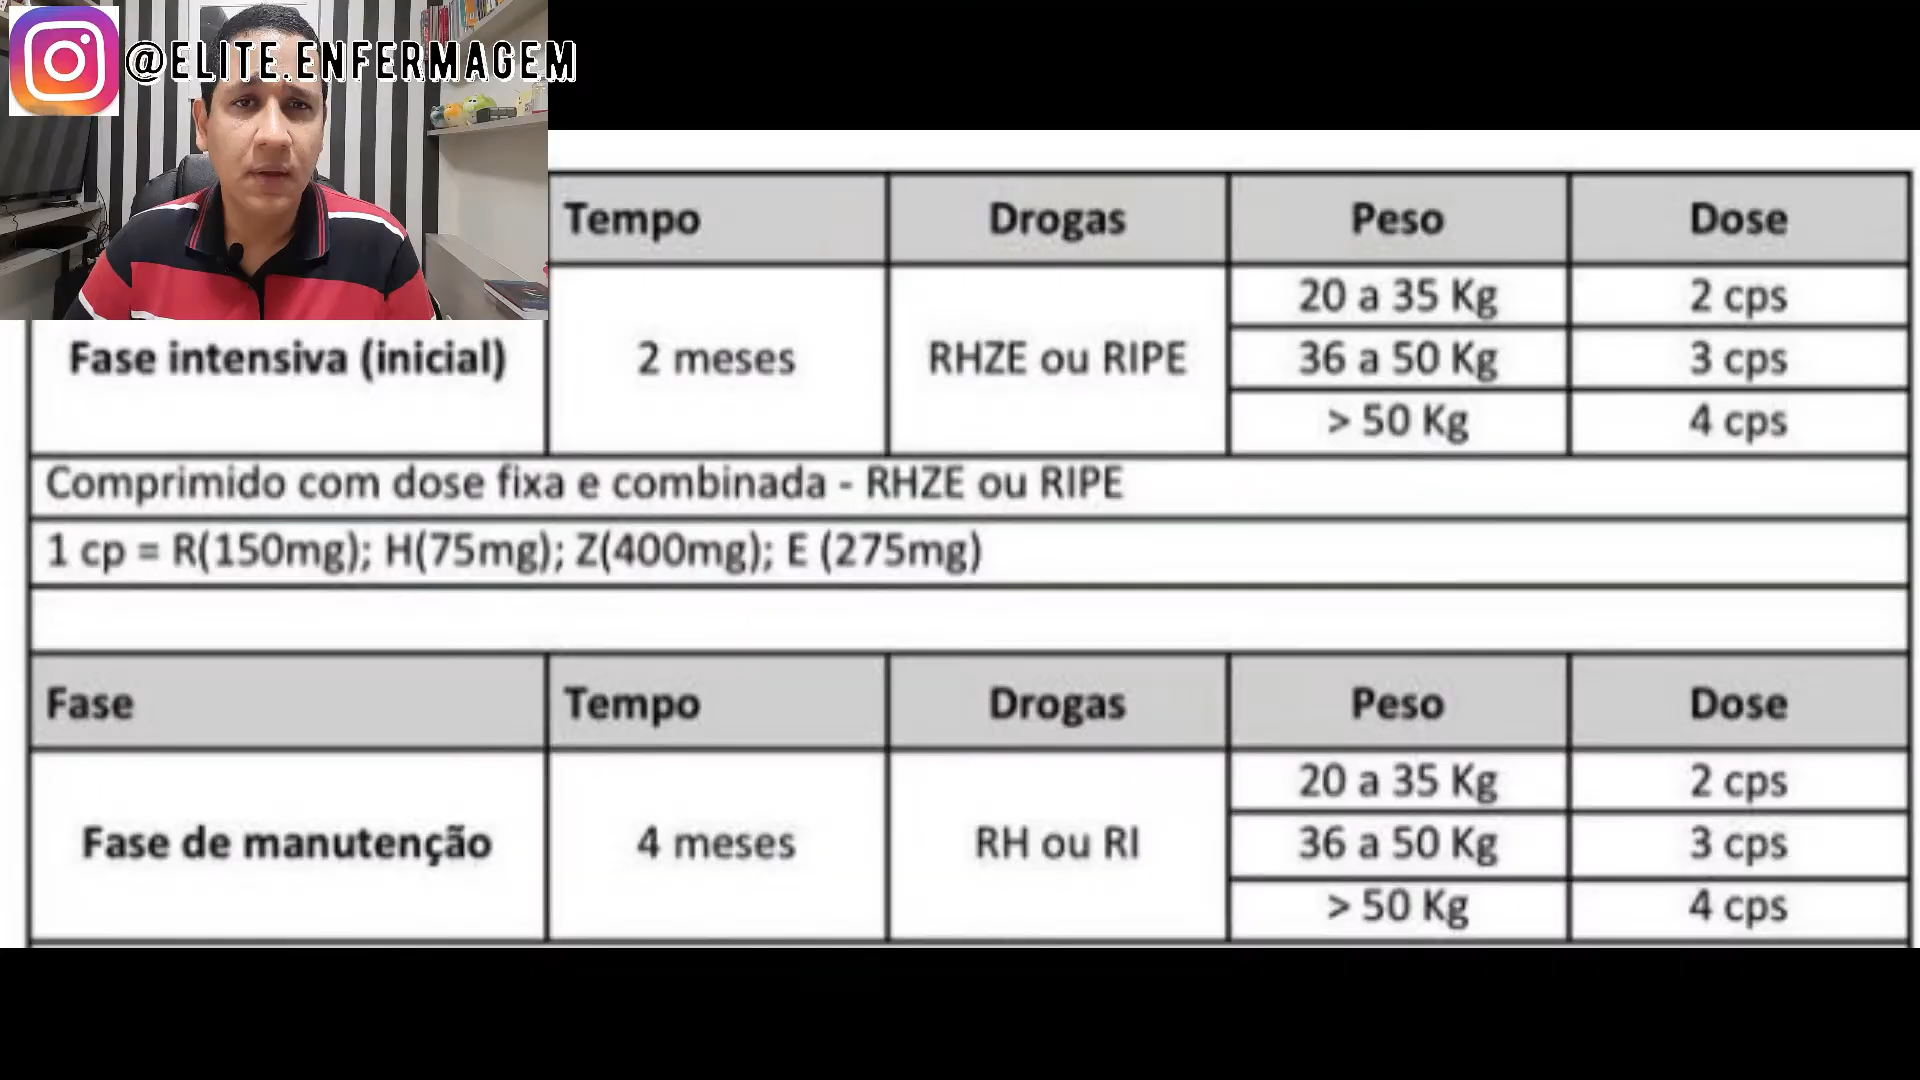 @ELITE.ENFERMAGEM
Tempo Drogas Peso Dose
Fase intensiva (inicial) 2 meses RHZE ou RIPE 20 a 35 Kg 2 cps
36 a 50 Kg 3 cps
> 50 Kg 4 cps
Comprimido com dose fixa e combinada - RHZE ou RIPE
1 cp = R(150mg); H(75mg); Z(400mg); E (275mg)
Fase Tempo Drogas Peso Dose
Fase de manutenção 4 meses RH ou RI 20 a 35 Kg 2 cps
36 a 50 Kg 3 cps
> 50 Kg 4 cps